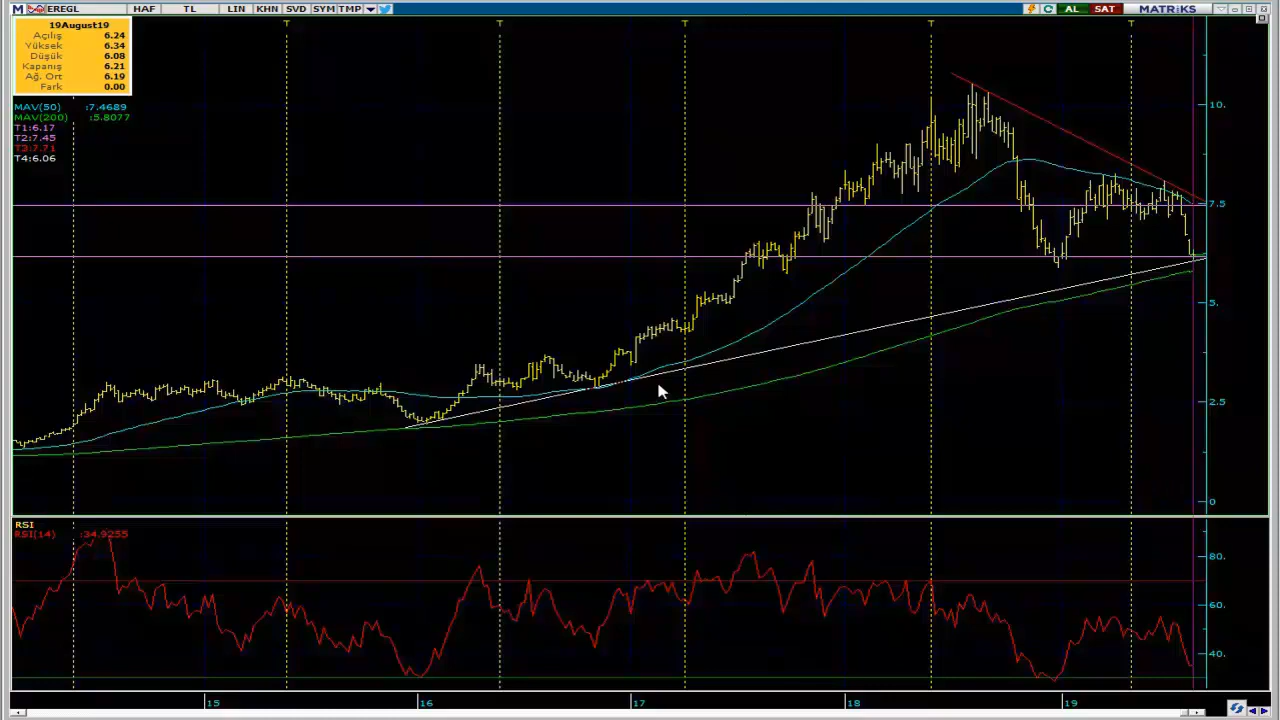 M EREGL HAF TL LIN KHN SVD SYM TMP AL SAT MATRİKS
19August19
Açılış 6.24
Yüksek 6.34
Düşük 6.08
Kapanış 6.21
Ağ. Ort 6.19
Fark 0.00
MAV(50) :7.4689
MAV(200) :5.8077
T1:6.17
T2:7.45
T3:7.71
T4:6.06
10.
7.5
5.
2.5
0
RSI
RSI(14) :34.9255
80.
60.
40.
15 16 17 18 19